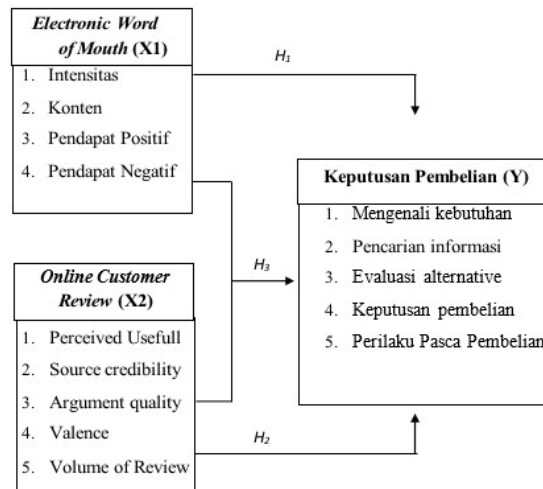 Electronic Word
of Mouth (X1)
1. Intensitas
2. Konten
3. Pendapat Positif
4. Pendapat Negatif
H1
Keputusan Pembelian (Y)
1. Mengenali kebutuhan
2. Pencarian informasi
3. Evaluasi alternative
4. Keputusan pembelian
5. Perilaku Pasca Pembelian
H3
Online Customer
Review (X2)
1. Perceived Usefull
2. Source credibility
3. Argument quality
4. Valence
5. Volume of Review
H2